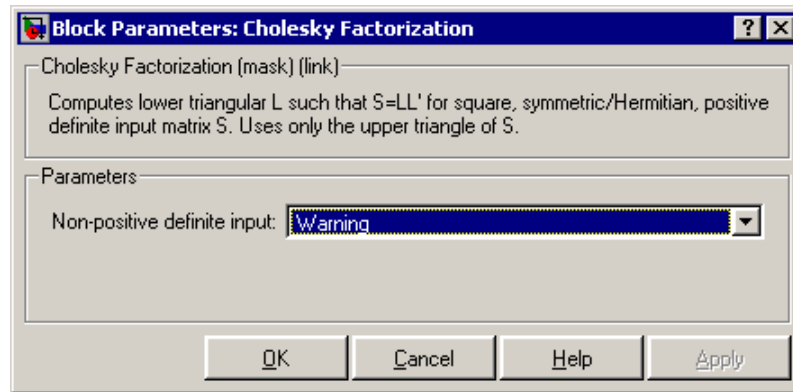 Block Parameters: Cholesky Factorization
Cholesky Factorization (mask) (link)
Computes lower triangular L such that S=LL' for square, symmetric/Hermitian, positive
definite input matrix S. Uses only the upper triangle of S.
Parameters
Non-positive definite input: Warning
OK Cancel Help Apply